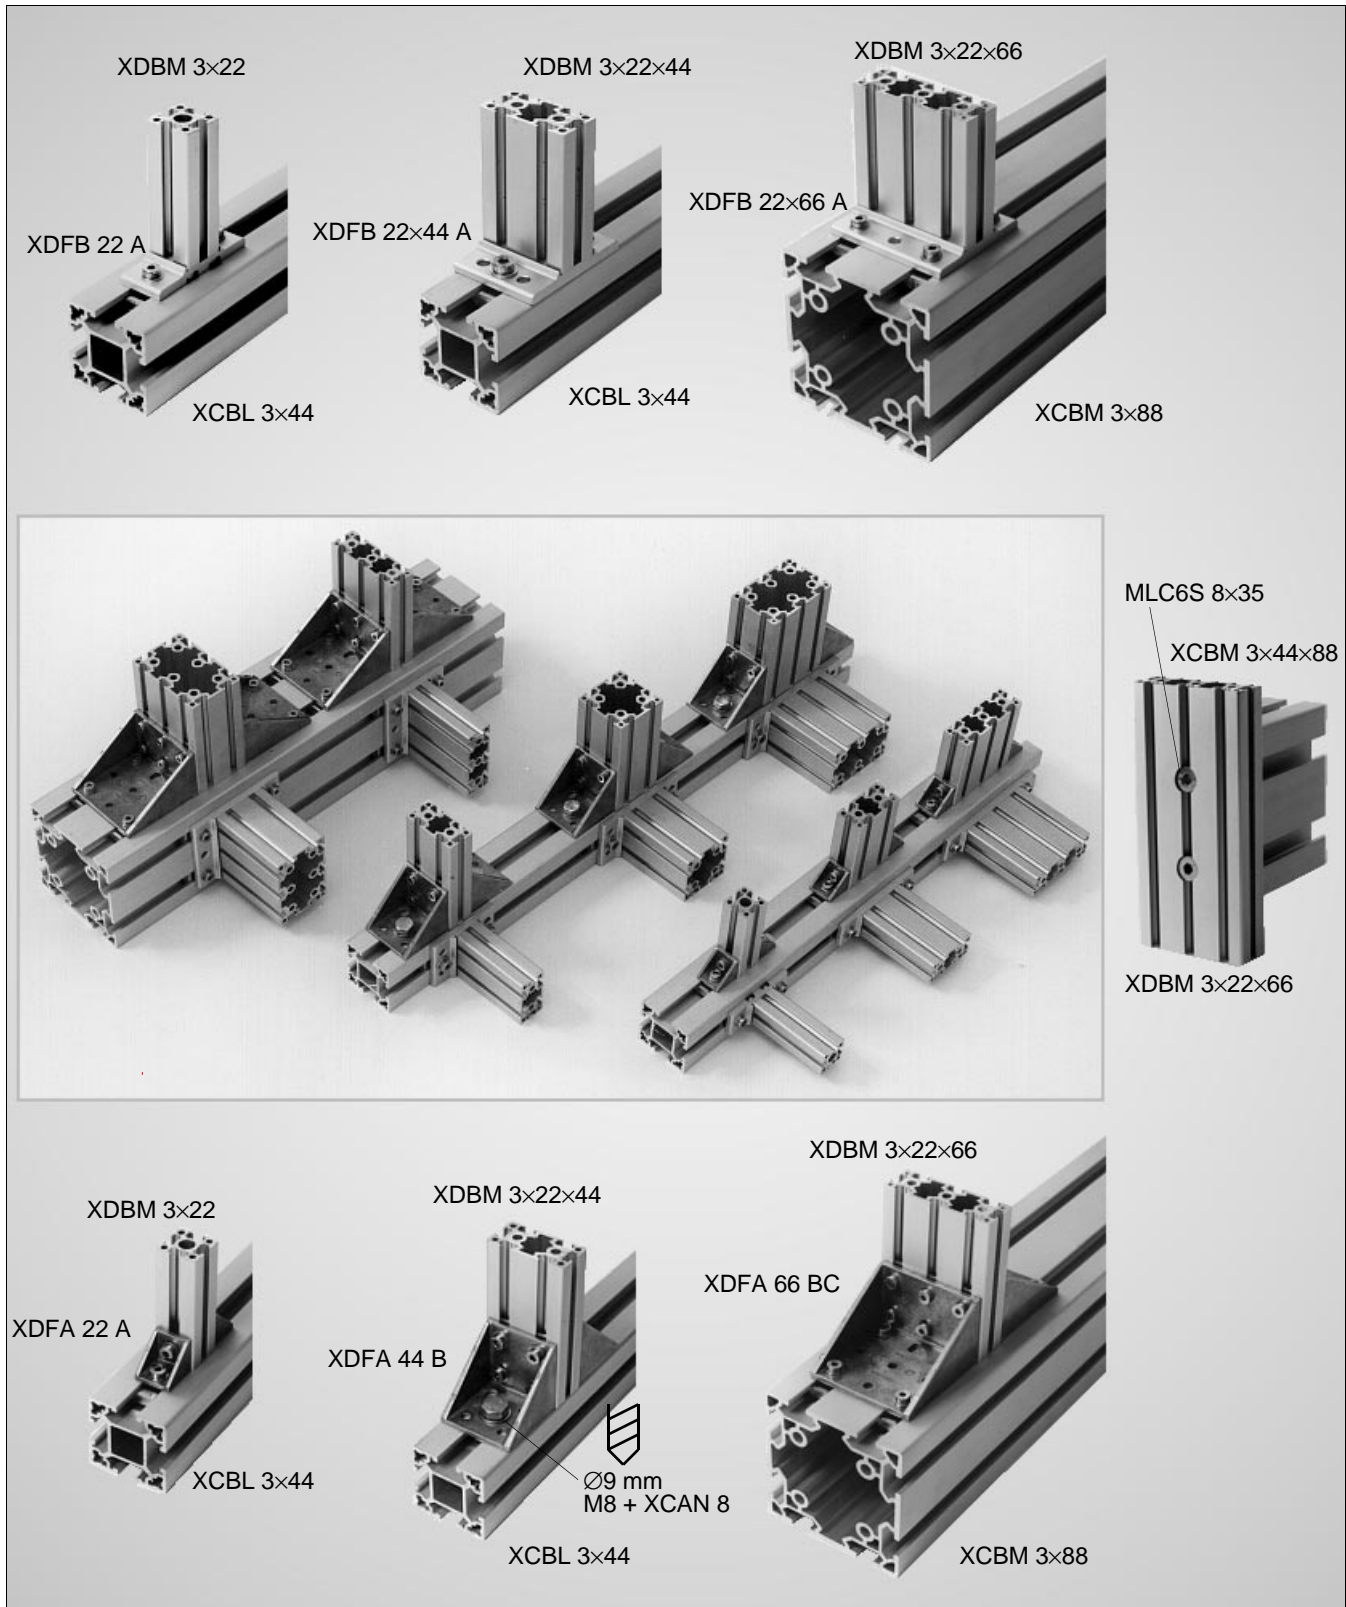 XDBM 3×22
XDBM 3×22×44
XDBM 3×22×66
XDFB 22 A
XDFB 22×44 A
XDFB 22×66 A
XCBL 3×44
XCBL 3×44
XCBM 3×88
MLC6S 8×35
XCBM 3×44×88
XDBM 3×22×66
XDBM 3×22
XDBM 3×22×44
XDBM 3×22×66
XDFA 22 A
XDFA 44 B
XDFA 66 BC
XCBL 3×44
∅9 mm
M8 + XCAN 8
XCBL 3×44
XCBM 3×88